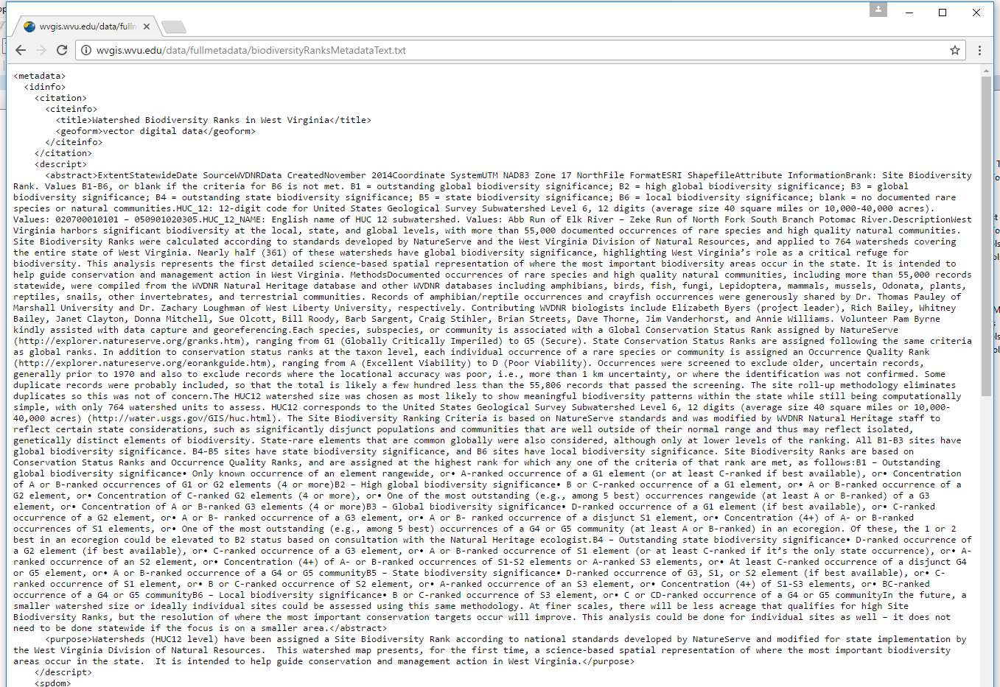 wvgis.wvu.edu/data/fulln
wvgis.wvu.edu/data/fullmetadata/biodiversityRanksMetadataText.txt
<metadata>
<idinfo>
<citation>
<citeinfo>
<title>Watershed Biodiversity Ranks in West Virginia</title>
<geoform>vector digital data</geoform>
</citeinfo>
</citation>
<descript>
<abstract>ExtentStatewideDate SourceWVDNRData CreatedNovember 2014Coordinate SystemUTM NAD83 Zone 17 NorthFile FormatESRI ShapefileAttribute InformationBrank: Site Biodiversity
Rank. Values B1-B6, or blank if the criteria for B6 is not met. B1 = outstanding global biodiversity significance; B2 = high global biodiversity significance; B3 = global
biodiversity significance; B4 = outstanding state biodiversity significance; B5 = state biodiversity significance; B6 = local biodiversity significance; blank = no documented rare
species or natural communities.HUC_12: 12-digit code for United States Geological Survey Subwatershed Level 6, 12 digits (average size 40 square miles or 10,000-40,000 acres).
Values: 020700010101 – 050901020305.HUC_12_NAME: English name of HUC 12 subwatershed. Values: Abb Run of Elk River – Zeke Run of North Fork South Branch Potomac River.DescriptionWest
Virginia harbors significant biodiversity at the local, state, and global levels, with more than 55,000 documented occurrences of rare species and high quality natural communities.
Site Biodiversity Ranks were calculated according to standards developed by NatureServe and the West Virginia Division of Natural Resources, and applied to 764 watersheds covering
the entire state of West Virginia. Nearly half (361) of these watersheds have global biodiversity significance, highlighting West Virginia’s role as a critical refuge for
biodiversity. This analysis represents the first detailed science-based spatial representation of where the most important biodiversity areas occur in the state. It is intended to
help guide conservation and management action in West Virginia. MethodsDocumented occurrences of rare species and high quality natural communities, including more than 55,000 records
statewide, were compiled from the WVDNR Natural Heritage database and other WVDNR databases including amphibians, birds, fish, fungi, Lepidoptera, mammals, mussels, Odonata, plants,
reptiles, snails, other invertebrates, and terrestrial communities. Records of amphibian/reptile occurrences and crayfish occurrences were generously shared by Dr. Thomas Pauley of
Marshall University and Dr. Zachary Loughman of West Liberty University, respectively. Contributing WVDNR biologists include Elizabeth Byers (project leader), Rich Bailey, Whitney
Bailey, Janet Clayton, Donna Mitchell, Sue Olcott, Bill Roody, Barb Sargent, Craig Stihler, Brian Streets, Dave Thorne, Jim Vanderhorst, and Annie Williams. Volunteer Pam Byrne
kindly assisted with data capture and georeferencing.Each species, subspecies, or community is associated with a Global Conservation Status Rank assigned by NatureServe
(http://explorer.natureserve.org/granks.htm), ranging from G1 (Globally Critically Imperiled) to G5 (Secure). State Conservation Status Ranks are assigned following the same criteria
as global ranks. In addition to conservation status ranks at the taxon level, each individual occurrence of a rare species or community is assigned an Occurrence Quality Rank
(http://explorer.natureserve.org/eorankguide.htm), ranging from A (Excellent Viability) to D (Poor Viability). Occurrences were screened to exclude older, uncertain records,
generally prior to 1970 and also to exclude records where the locational accuracy was poor, i.e., more than 1 km uncertainty, or where the identification was not confirmed. Some
duplicate records were probably included, so that the total is likely a few hundred less than the 55,806 records that passed the screening. The site roll-up methodology eliminates
duplicates so this was not of concern.The HUC12 watershed size was chosen as most likely to show meaningful biodiversity patterns within the state while still being computationally
simple, with only 764 watershed units to assess. HUC12 corresponds to the United States Geological Survey Subwatershed Level 6, 12 digits (average size 40 square miles or 10,000-
40,000 acres) (http://water.usgs.gov/GIS/huc.html). The Site Biodiversity Ranking Criteria is based on NatureServe standards and was modified by WVDNR Natural Heritage staff to
reflect certain state considerations, such as significantly disjunct populations and communities that are well outside of their normal range and thus may reflect isolated,
genetically distinct elements of biodiversity. State-rare elements that are common globally were also considered, although only at lower levels of the ranking. All B1-B3 sites have
global biodiversity significance. B4-B5 sites have state biodiversity significance, and B6 sites have local biodiversity significance. Site Biodiversity Ranks are based on
Conservation Status Ranks and Occurrence Quality Ranks, and are assigned at the highest rank for which any one of the criteria of that rank are met, as follows:B1 – Outstanding
global biodiversity significance• Only known occurrence of an element rangewide, or• A-ranked occurrence of a G1 element (or at least C-ranked if best available), or• Concentration
of A or B-ranked occurrences of G1 or G2 elements (4 or more)B2 – High global biodiversity significance• B or C-ranked occurrence of a G1 element, or• A or B-ranked occurrence of a
G2 element, or• Concentration of C-ranked G2 elements (4 or more), or• One of the most outstanding (e.g., among 5 best) occurrences rangewide (at least A or B-ranked) of a G3
element, or• Concentration of A or B-ranked G3 elements (4 or more)B3 – Global biodiversity significance• D-ranked occurrence of a G1 element (if best available), or• C-ranked
occurrence of a G2 element, or• A or B- ranked occurrence of a G3 element, or• A or B- ranked occurrence of a disjunct S1 element, or• Concentration (4+) of A- or B-ranked
occurrences of S1 elements, or• One of the most outstanding (e.g., among 5 best) occurrences of a G4 or G5 community (at least A or B-ranked) in an ecoregion. Of these, the 1 or 2
best in an ecoregion could be elevated to B2 status based on consultation with the Natural Heritage ecologist.B4 – Outstanding state biodiversity significance• D-ranked occurrence of
a G2 element (if best available), or• C-ranked occurrence of a G3 element, or• A or B-ranked occurrence of S1 element (or at least C-ranked if it’s the only state occurrence), or• A-
ranked occurrence of an S2 element, or• Concentration (4+) of A- or B-ranked occurrences of S1-S2 elements or A-ranked S3 elements, or• At least C-ranked occurrence of a disjunct G4
or G5 element, or• A or B-ranked occurrence of a G4 or G5 communityB5 – State biodiversity significance• D-ranked occurrence of G3, S1, or S2 element (if best available), or• C-
ranked occurrence of S1 element, or• B or C-ranked occurrence of S2 element, or• A-ranked occurrence of an S3 element, or• Concentration (4+) of S1-S3 elements, or• BC-ranked
occurrence of a G4 or G5 communityB6 – Local biodiversity significance• B or C-ranked occurrence of S3 element, or• C or CD-ranked occurrence of a G4 or G5 communityIn the future, a
smaller watershed size or ideally individual sites could be assessed using this same methodology. At finer scales, there will be less acreage that qualifies for high Site
Biodiversity Ranks, but the resolution of where the most important conservation targets occur will improve. This analysis could be done for individual sites as well – it does not
need to be done statewide if the focus is on a smaller area.</abstract>
<purpose>Watersheds (HUC12 level) have been assigned a Site Biodiversity Rank according to national standards developed by NatureServe and modified for state implementation by
the West Virginia Division of Natural Resources.  This watershed map presents, for the first time, a science-based spatial representation of where the most important biodiversity
areas occur in the state.  It is intended to help guide conservation and management action in West Virginia.</purpose>
</descript>
<spdom>